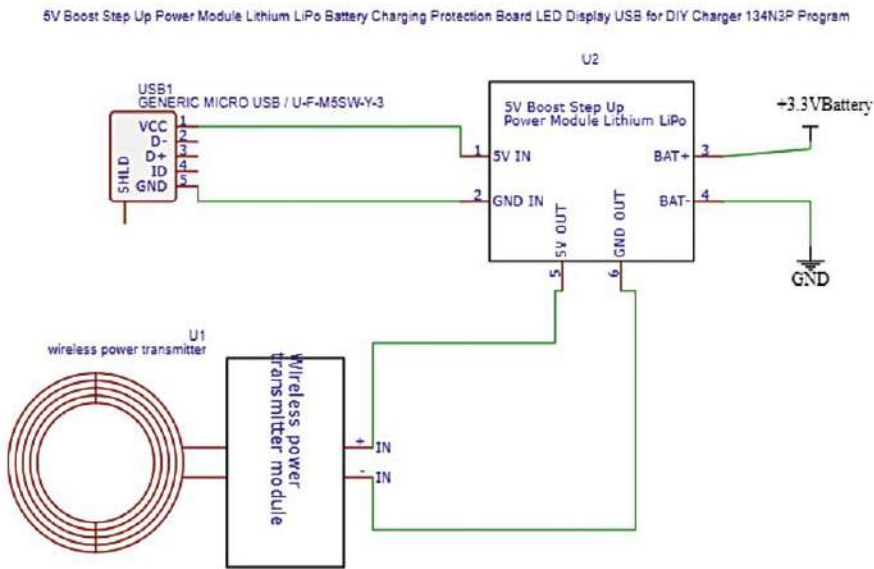 5V Boost Step Up Power Module Lithium LiPo Battery Charging Protection Board LED Display USB for DIY Charger 134N3P Program
U2
USB1
GENERIC MICRO USB / U-F-M5SW-Y-3
VCC 1
D- 2
D+ 3
ID 4
GND 5
SHLD
5V Boost Step Up
Power Module Lithium LiPo
1 5V IN
2 GND IN
BAT+ 3
BAT- 4
5V OUT 5
GND OUT 6
+3.3VBattery
GND
U1
wireless power transmitter
Wireless power
transmitter module
+ IN
- IN